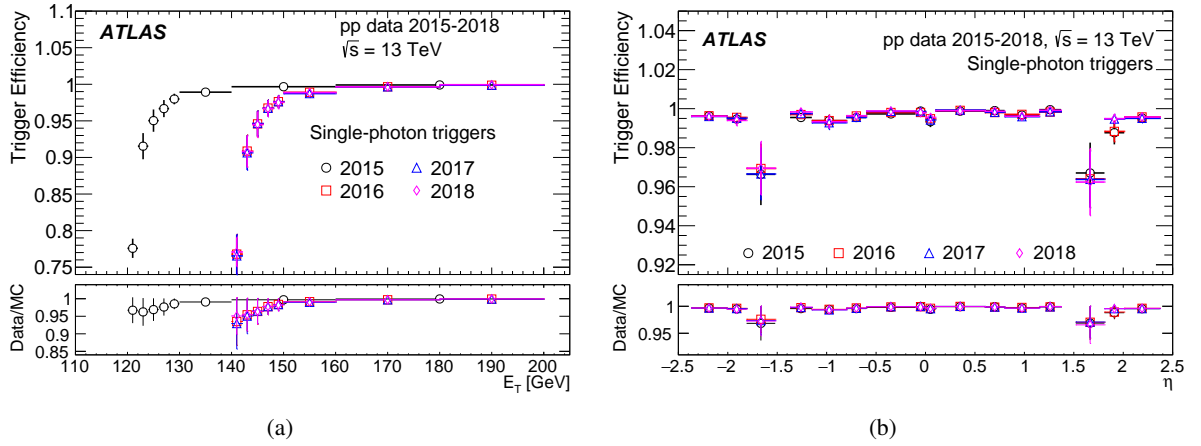 ATLAS
pp data 2015-2018
√s = 13 TeV
Trigger Efficiency
1.1
1.05
1
0.95
0.9
0.85
0.8
0.75
Single-photon triggers
2015 2017
2016 2018
Data/MC
1
0.95
0.9
0.85
110 120 130 140 150 160 170 180 190 200
E_T [GeV]
(a)
ATLAS
pp data 2015-2018, √s = 13 TeV
Single-photon triggers
Trigger Efficiency
1.04
1.02
1
0.98
0.96
0.94
0.92
2015 2016 2017 2018
Data/MC
1
0.95
−2.5 −2 −1.5 −1 −0.5 0 0.5 1 1.5 2 2.5
η
(b)